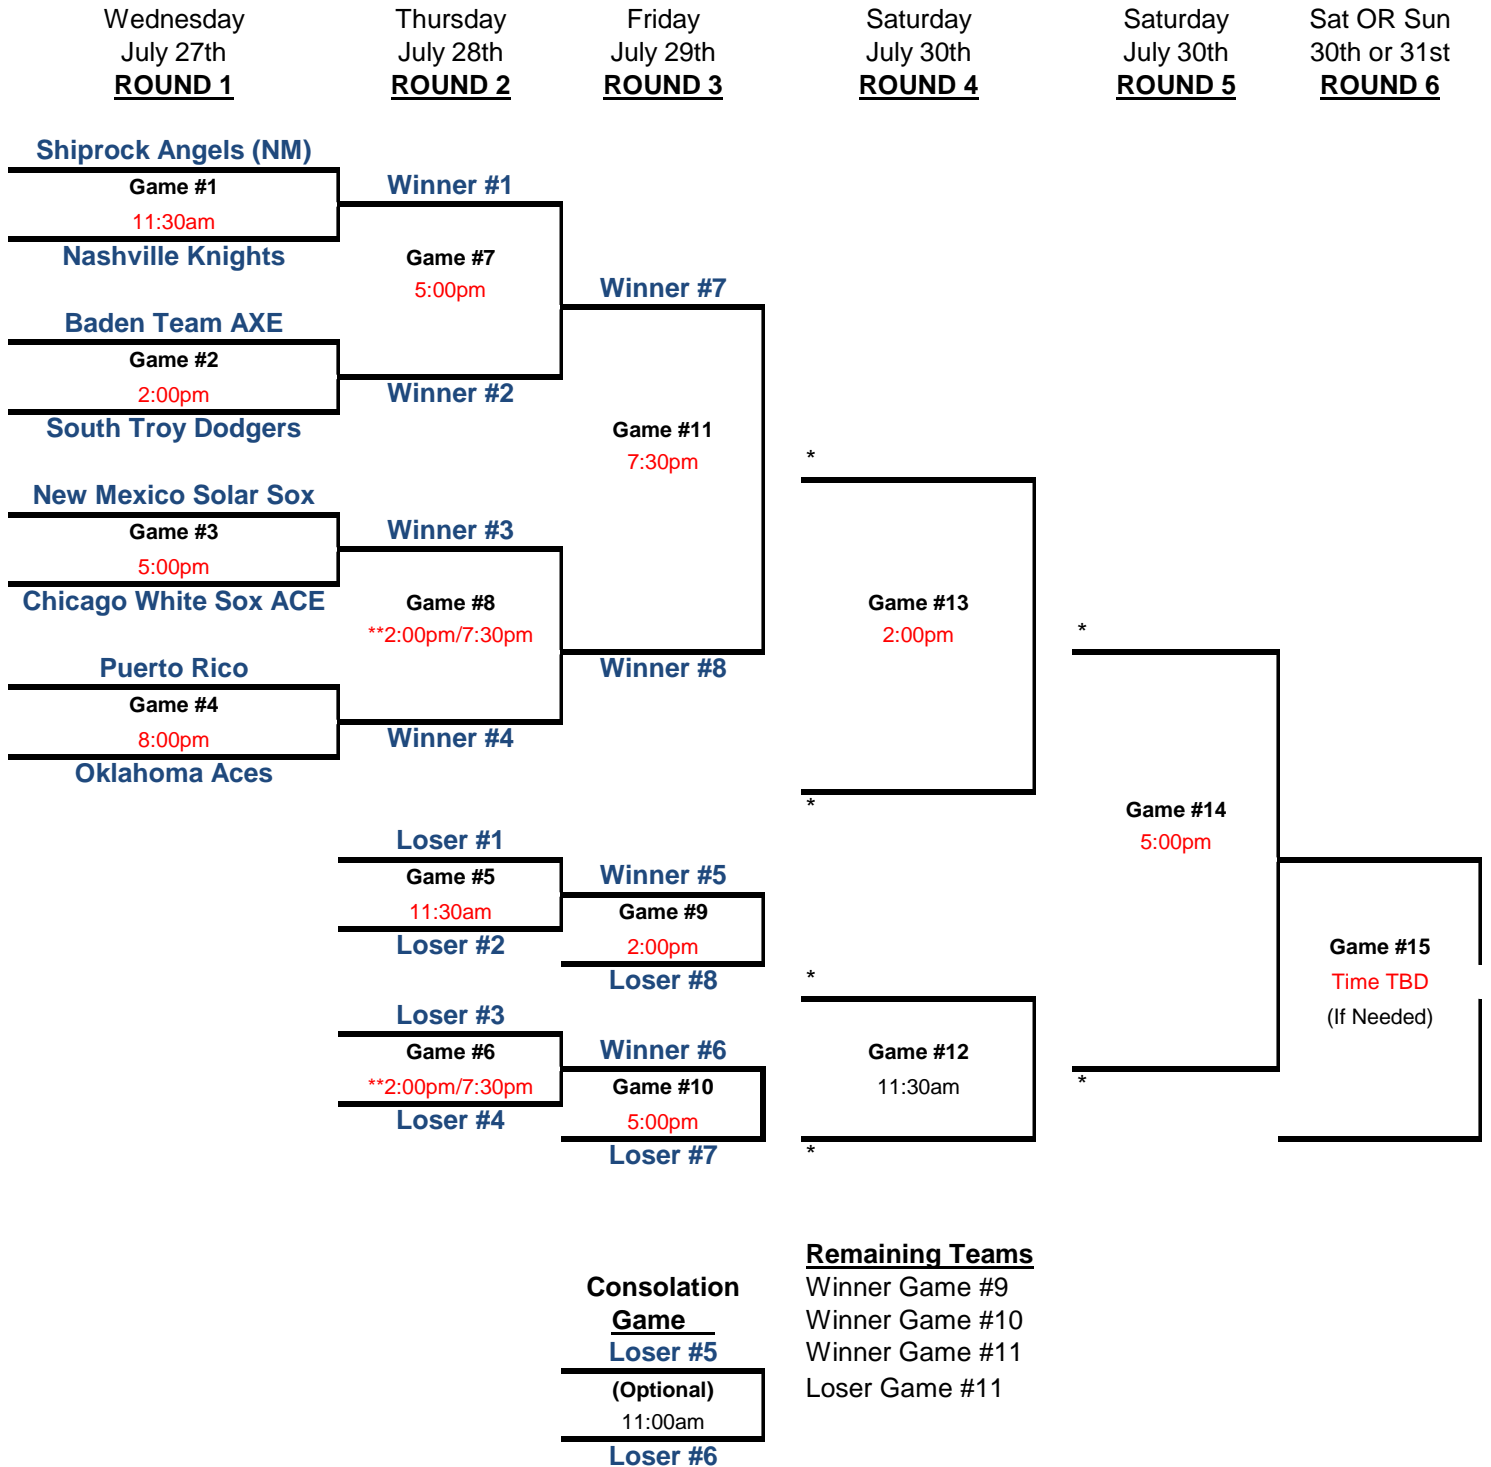 Wednesday
July 27th
ROUND 1
Thursday
July 28th
ROUND 2
Friday
July 29th
ROUND 3
Saturday
July 30th
ROUND 4
Saturday
July 30th
ROUND 5
Sat OR Sun
30th or 31st
ROUND 6
Shiprock Angels (NM)
Game #1
11:30am
Nashville Knights
Baden Team AXE
Game #2
2:00pm
South Troy Dodgers
New Mexico Solar Sox
Game #3
5:00pm
Chicago White Sox ACE
Puerto Rico
Game #4
8:00pm
Oklahoma Aces
Winner #1
Game #7
5:00pm
Winner #2
Winner #3
Game #8
**2:00pm/7:30pm
Winner #4
Loser #1
Game #5
11:30am
Loser #2
Loser #3
Game #6
**2:00pm/7:30pm
Loser #4
Winner #7
Game #11
7:30pm
Winner #8
Winner #5
Game #9
2:00pm
Loser #8
Winner #6
Game #10
5:00pm
Loser #7
*
Game #13
2:00pm
*
*
Game #12
11:30am
*
*
Game #14
5:00pm
*
Game #15
Time TBD
(If Needed)
Consolation
Game
Loser #5
(Optional)
11:00am
Loser #6
Remaining Teams
Winner Game #9
Winner Game #10
Winner Game #11
Loser Game #11